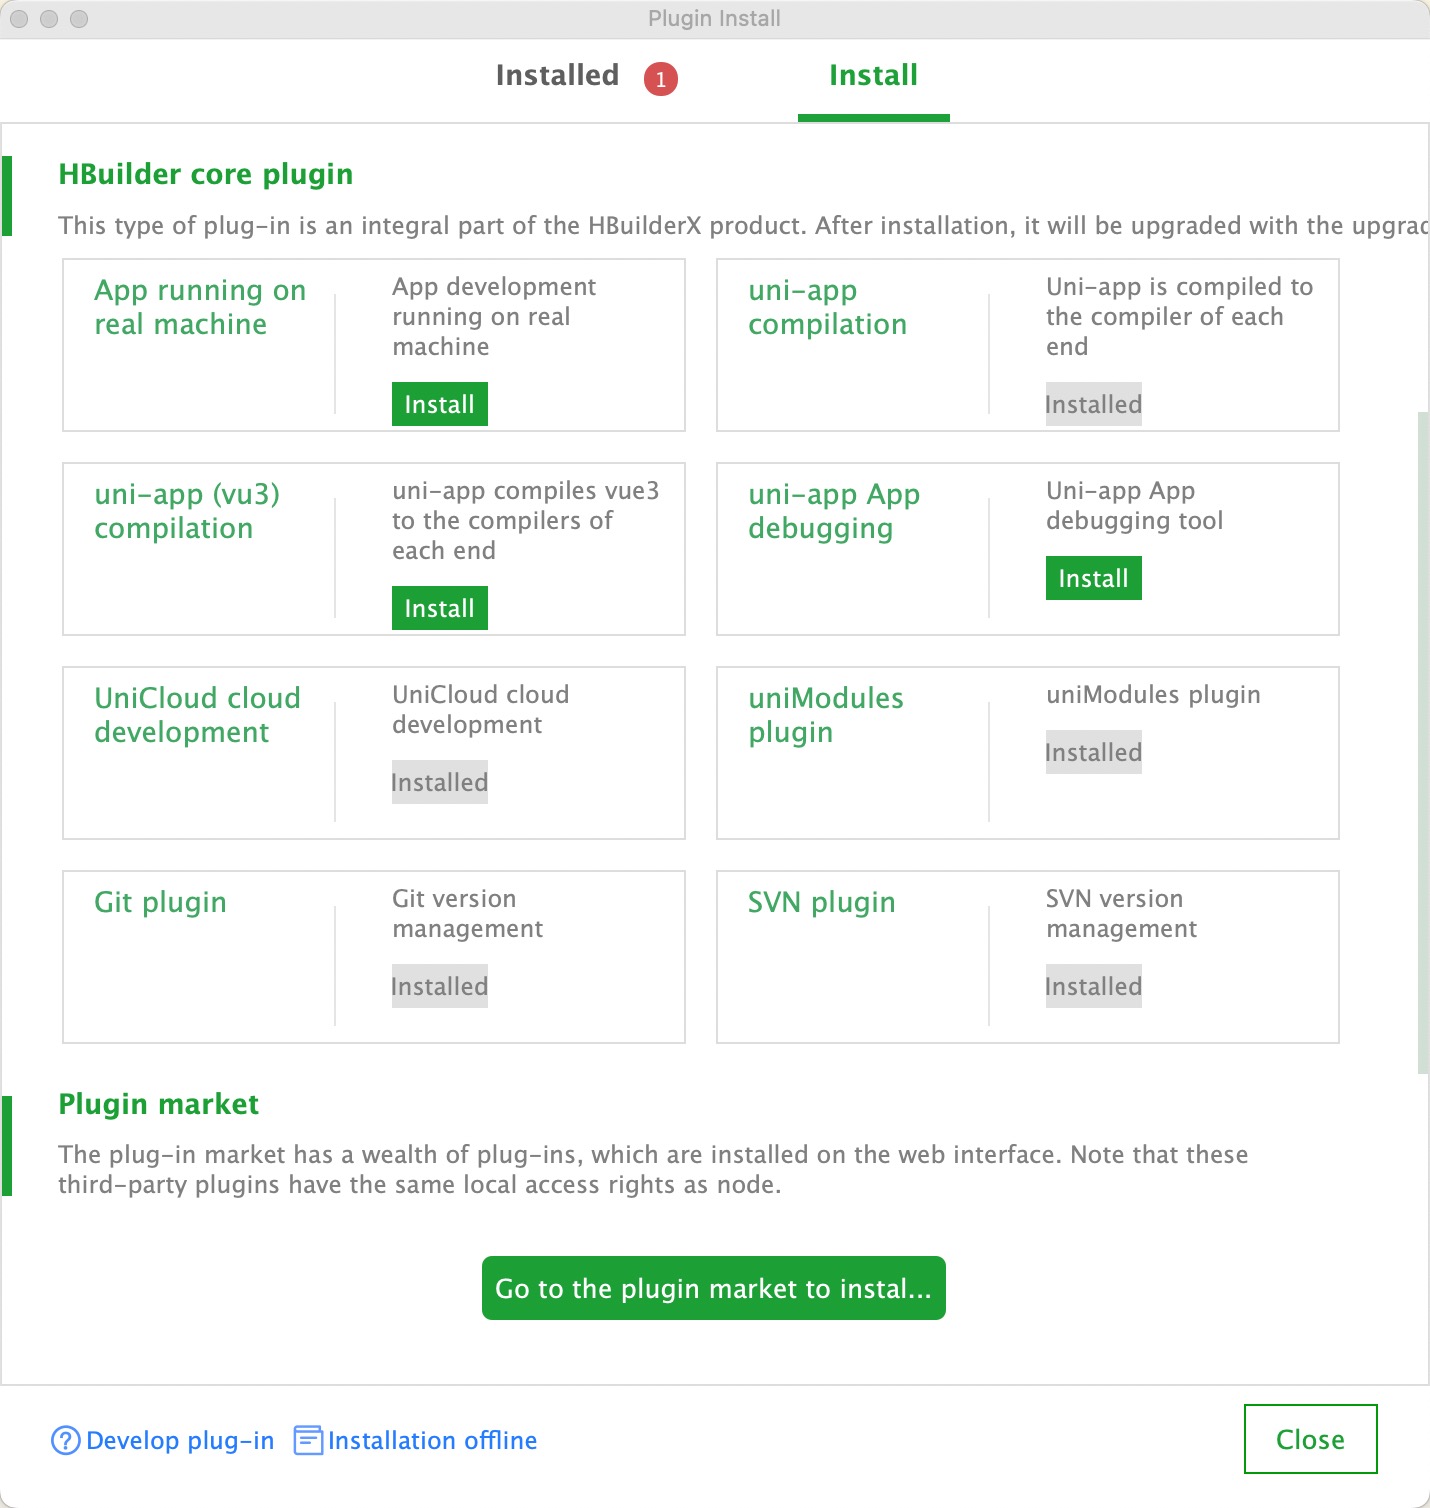 Plugin Install
Installed 1 Install
HBuilder core plugin
This type of plug-in is an integral part of the HBuilderX product. After installation, it will be upgraded with the upgrad
App running on
real machine
App development
running on real
machine
Install
uni-app
compilation
Uni-app is compiled to
the compiler of each
end
Installed
uni-app (vu3)
compilation
uni-app compiles vue3
to the compilers of
each end
Install
uni-app App
debugging
Uni-app App
debugging tool
Install
UniCloud cloud
development
UniCloud cloud
development
Installed
uniModules
plugin
uniModules plugin
Installed
Git plugin
Git version
management
Installed
SVN plugin
SVN version
management
Installed
Plugin market
The plug-in market has a wealth of plug-ins, which are installed on the web interface. Note that these
third-party plugins have the same local access rights as node.
Go to the plugin market to instal...
Develop plug-in Installation offline
Close